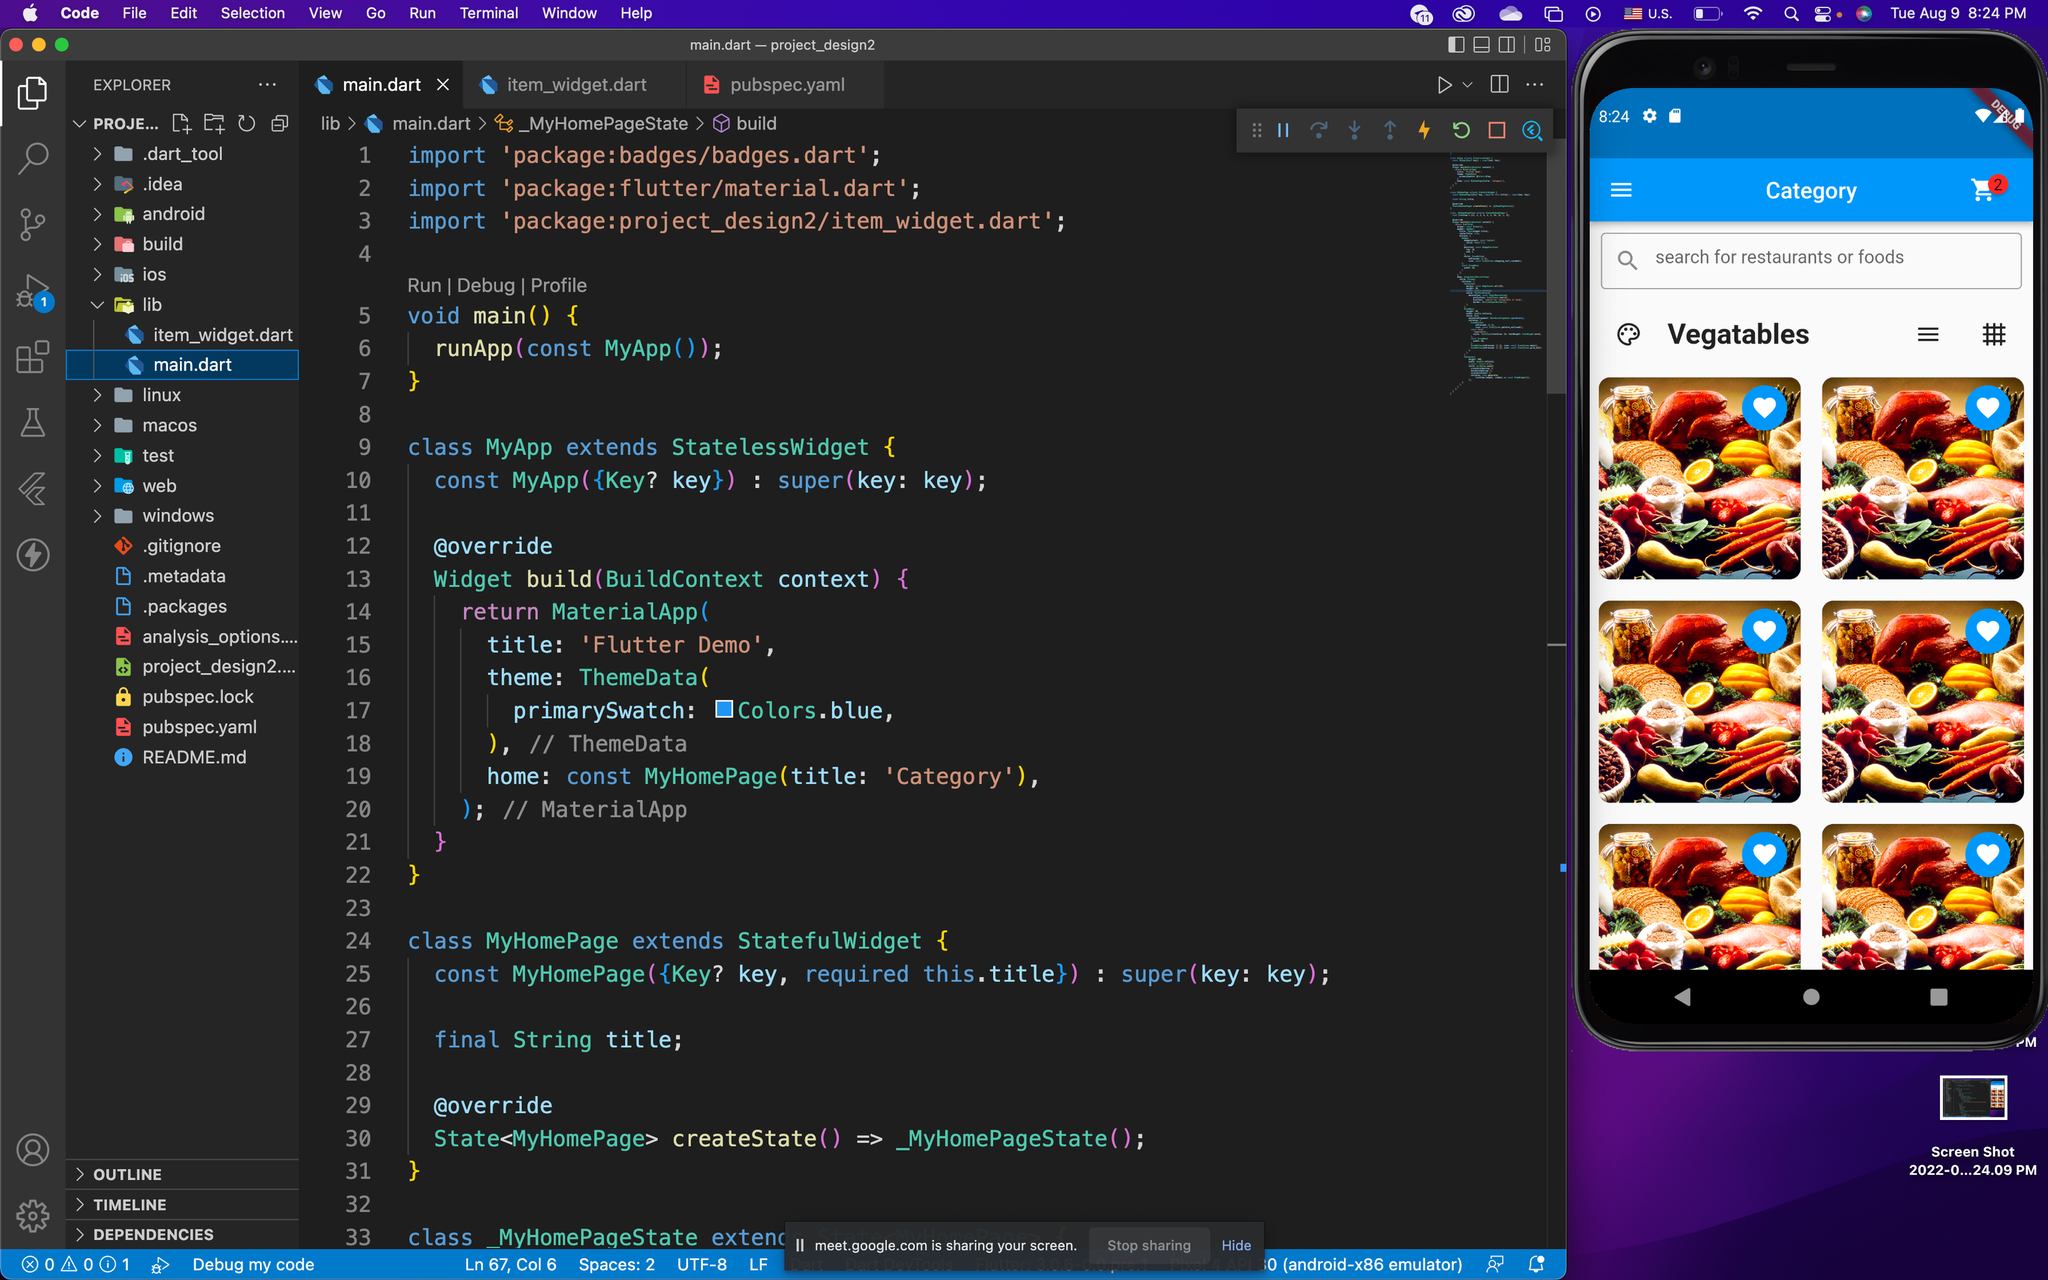 Code File Edit Selection View Go Run Terminal Window Help
11 U.S. Tue Aug 9 8:24 PM
main.dart — project_design2
EXPLORER
main.dart
item_widget.dart
pubspec.yaml
PROJE...
lib > main.dart > _MyHomePageState > build
.dart_tool
.idea
android
build
ios
lib
item_widget.dart
main.dart
linux
macos
test
web
windows
.gitignore
.metadata
.packages
analysis_options....
project_design2....
pubspec.lock
pubspec.yaml
README.md
OUTLINE
TIMELINE
DEPENDENCIES
1
1 import 'package:badges/badges.dart';
2 import 'package:flutter/material.dart';
3 import 'package:project_design2/item_widget.dart';
4
Run | Debug | Profile
5 void main() {
6 runApp(const MyApp());
7 }
8
9 class MyApp extends StatelessWidget {
10 const MyApp({Key? key}) : super(key: key);
11
12 @override
13 Widget build(BuildContext context) {
14 return MaterialApp(
15 title: 'Flutter Demo',
16 theme: ThemeData(
17 primarySwatch: Colors.blue,
18 ), // ThemeData
19 home: const MyHomePage(title: 'Category'),
20 ); // MaterialApp
21 }
22 }
23
24 class MyHomePage extends StatefulWidget {
25 const MyHomePage({Key? key, required this.title}) : super(key: key);
26
27 final String title;
28
29 @override
30 State<MyHomePage> createState() => _MyHomePageState();
31 }
32
33 class _MyHomePageState
meet.google.com is sharing your screen. Stop sharing Hide
0 0 1 Debug my code Ln 67, Col 6 Spaces: 2 UTF-8 LF (android-x86 emulator)
8:24
DEBUG
Category
2
search for restaurants or foods
Vegatables
PM
Screen Shot
2022-0...24.09 PM